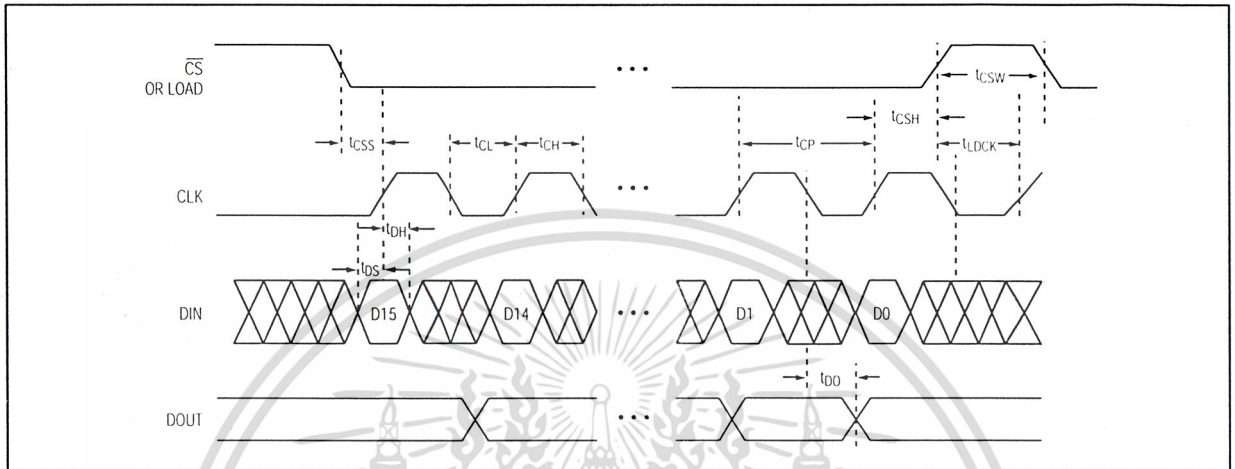 CS
OR LOAD
• • •
tCSW
tCSS
tCL
tCH
tCP
tCSH
tLDCK
CLK
• • •
tDH
tDS
DIN
D15
D14
• • •
D1
D0
tDO
DOUT
• • •